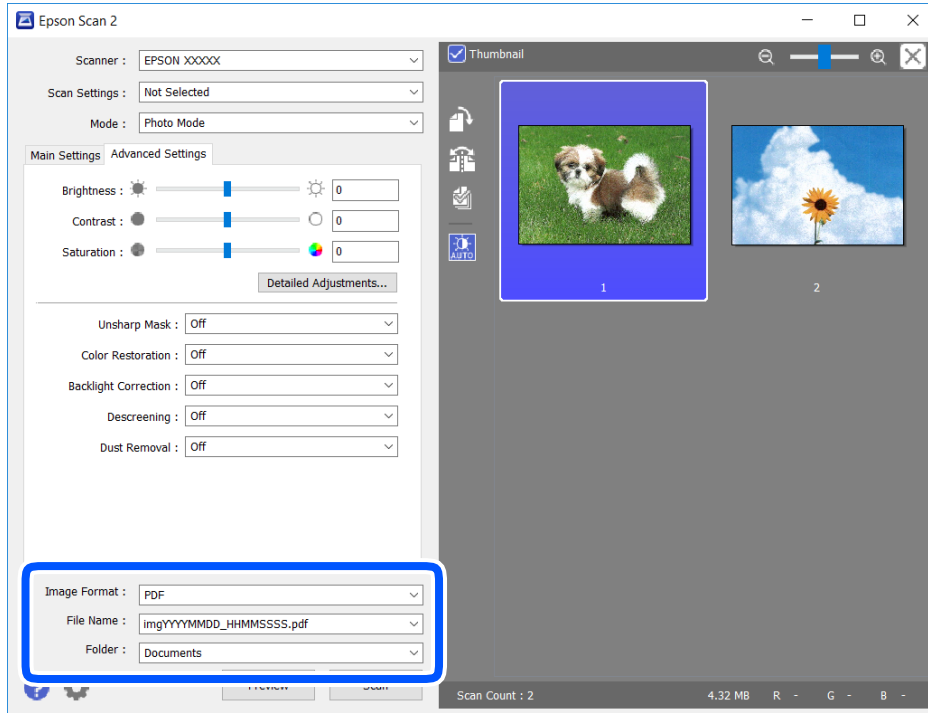 Epson Scan 2
Scanner : EPSON XXXXX
Scan Settings : Not Selected
Mode : Photo Mode
Main Settings Advanced Settings
Brightness : 0
Contrast : 0
Saturation : 0
Detailed Adjustments...
Unsharp Mask : Off
Color Restoration : Off
Backlight Correction : Off
Descreening : Off
Dust Removal : Off
Image Format : PDF
File Name : imgYYYYMMDD_HHMMSSSS.pdf
Folder : Documents
? Preview Scan
Thumbnail
AUTO
1 2
Scan Count : 2 4.32 MB R - G - B -